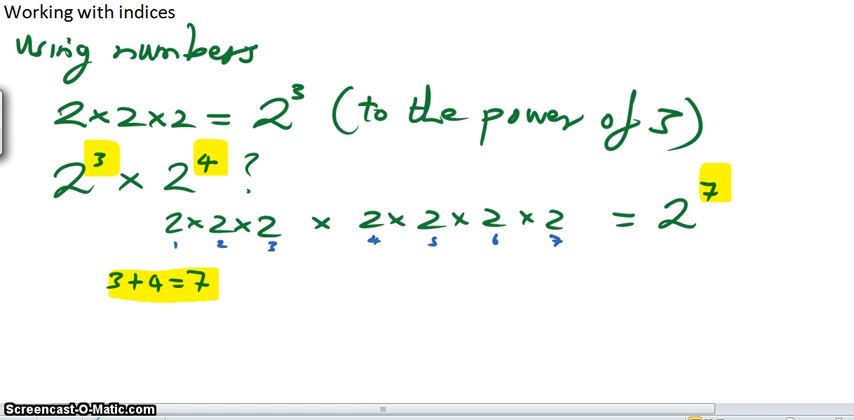 Working with indices
Using numbers
2 × 2 × 2 = 2³ (to the power of 3)
2³ × 2⁴ ?
2 × 2 × 2 × 2 × 2 × 2 × 2 = 2⁷
1 2 3 4 5 6 7
3 + 4 = 7
Screencast-O-Matic.com